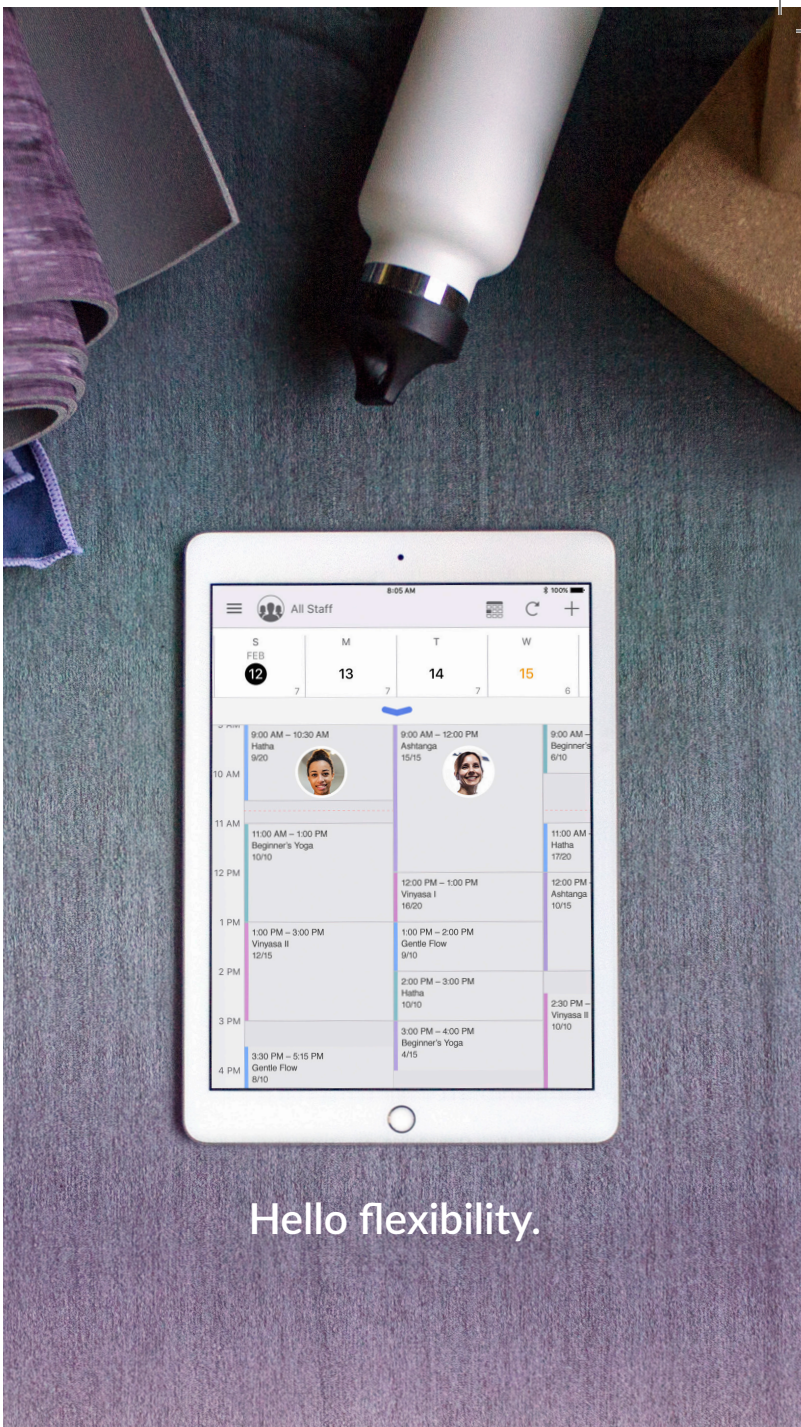 8:05 AM
100%
All Staff
S
M
T
W
FEB
12
13
14
15
7
7
7
6
9:00 AM – 10:30 AM
Hatha
9/20
9:00 AM – 12:00 PM
Ashtanga
15/15
9:00 AM –
Beginner's
6/10
10 AM
11 AM
11:00 AM – 1:00 PM
Beginner's Yoga
10/10
11:00 AM -
Hatha
17/20
12 PM
12:00 PM – 1:00 PM
Vinyasa I
16/20
12:00 PM -
Ashtanga
10/15
1 PM
1:00 PM – 3:00 PM
Vinyasa II
12/15
1:00 PM – 2:00 PM
Gentle Flow
9/10
2 PM
2:00 PM – 3:00 PM
Hatha
10/10
2:30 PM –
Vinyasa II
10/10
3 PM
3:00 PM – 4:00 PM
Beginner's Yoga
4/15
3:30 PM – 5:15 PM
Gentle Flow
8/10
4 PM
Hello flexibility.